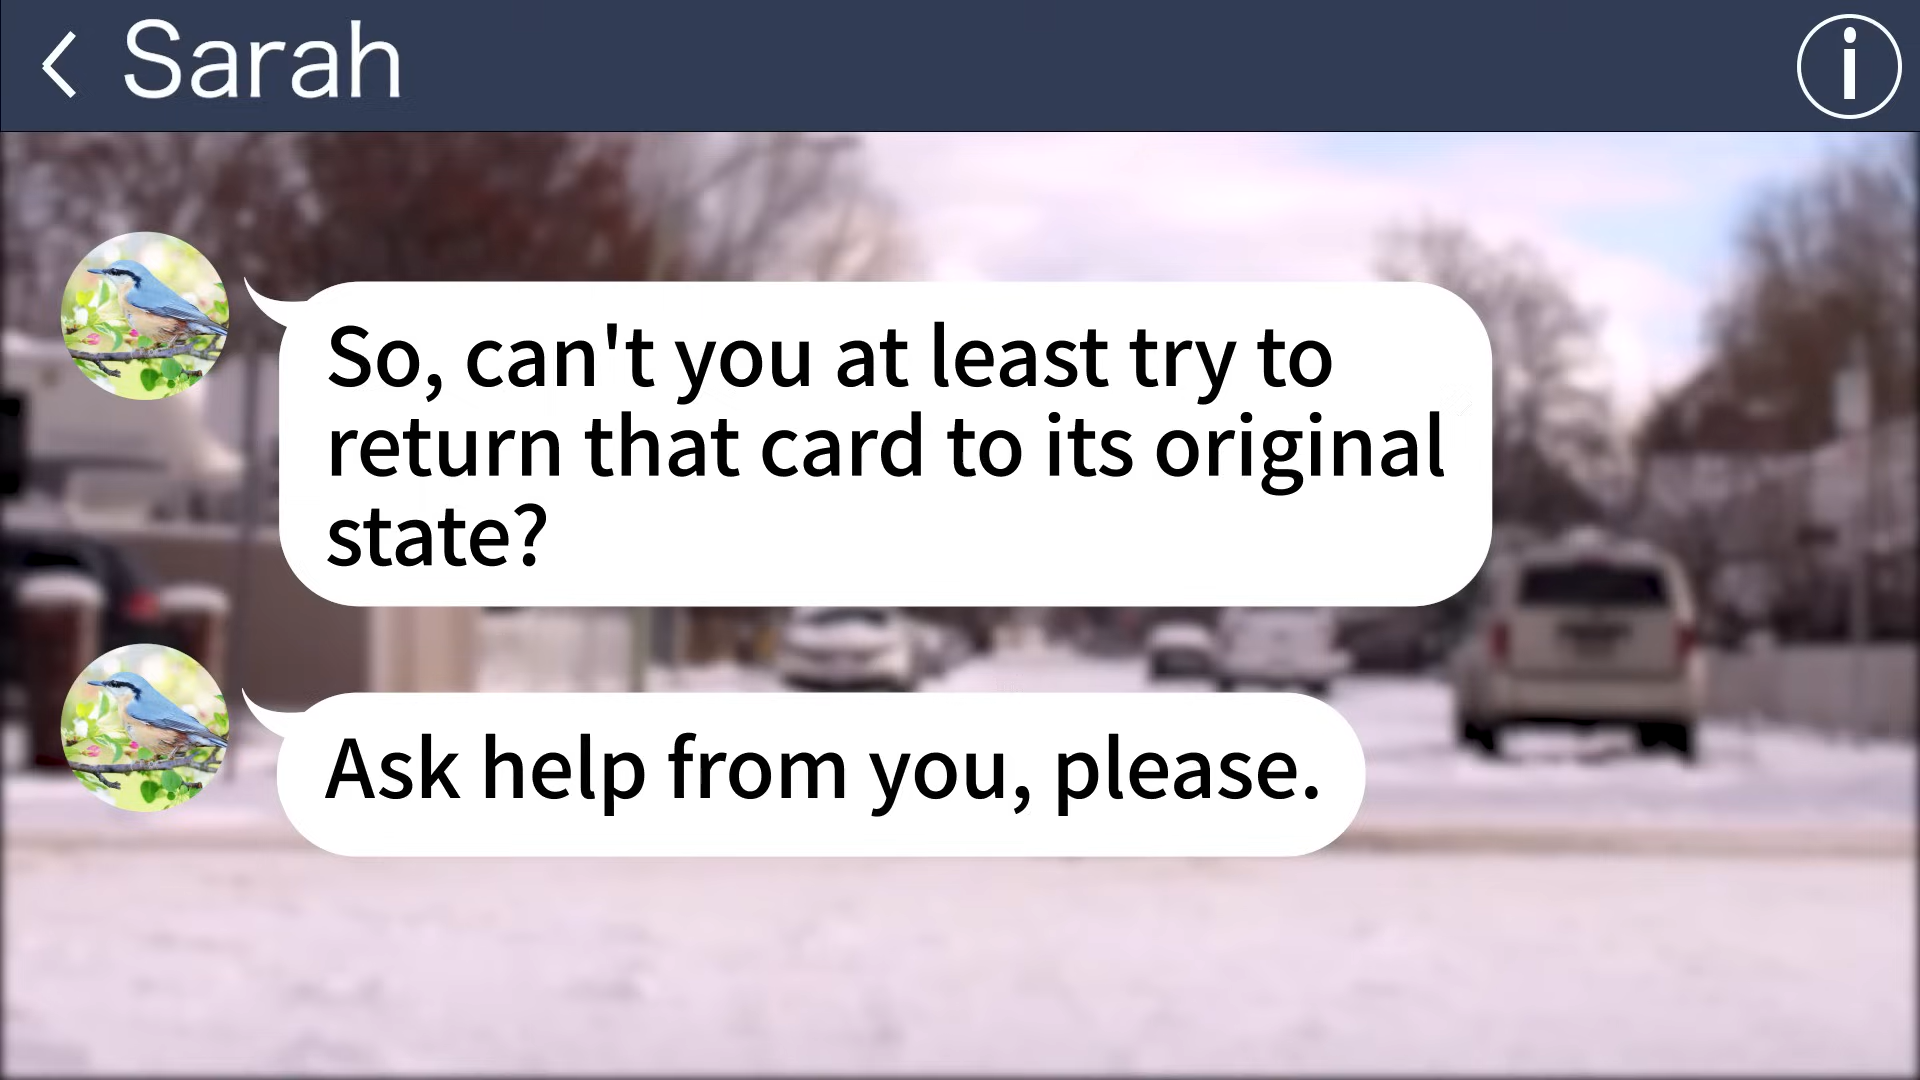 Sarah
So, can't you at least try to
return that card to its original
state?
Ask help from you, please.